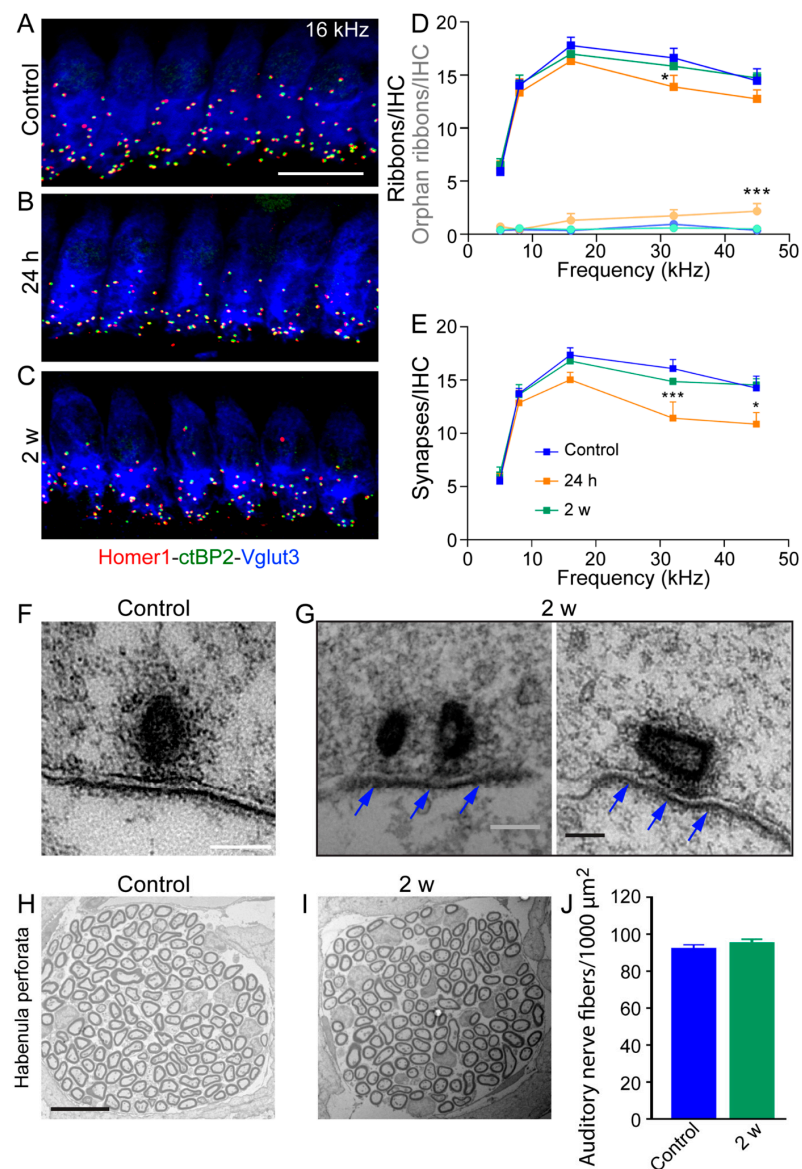 A
16 kHz
Control
B
24 h
C
2 w
Homer1-ctBP2-Vglut3
D
Ribbons/IHC
Orphan ribbons/IHC
20
15
10
5
0
*
***
0 10 20 30 40 50
Frequency (kHz)
E
Synapses/IHC
20
15
10
5
0
***
*
Control
24 h
2 w
0 10 20 30 40 50
Frequency (kHz)
F
Control
G
2 w
H
Control
Habenula perforata
I
2 w
J
Auditory nerve fibers/1000 µm²
120
100
80
60
40
20
0
Control
2 w